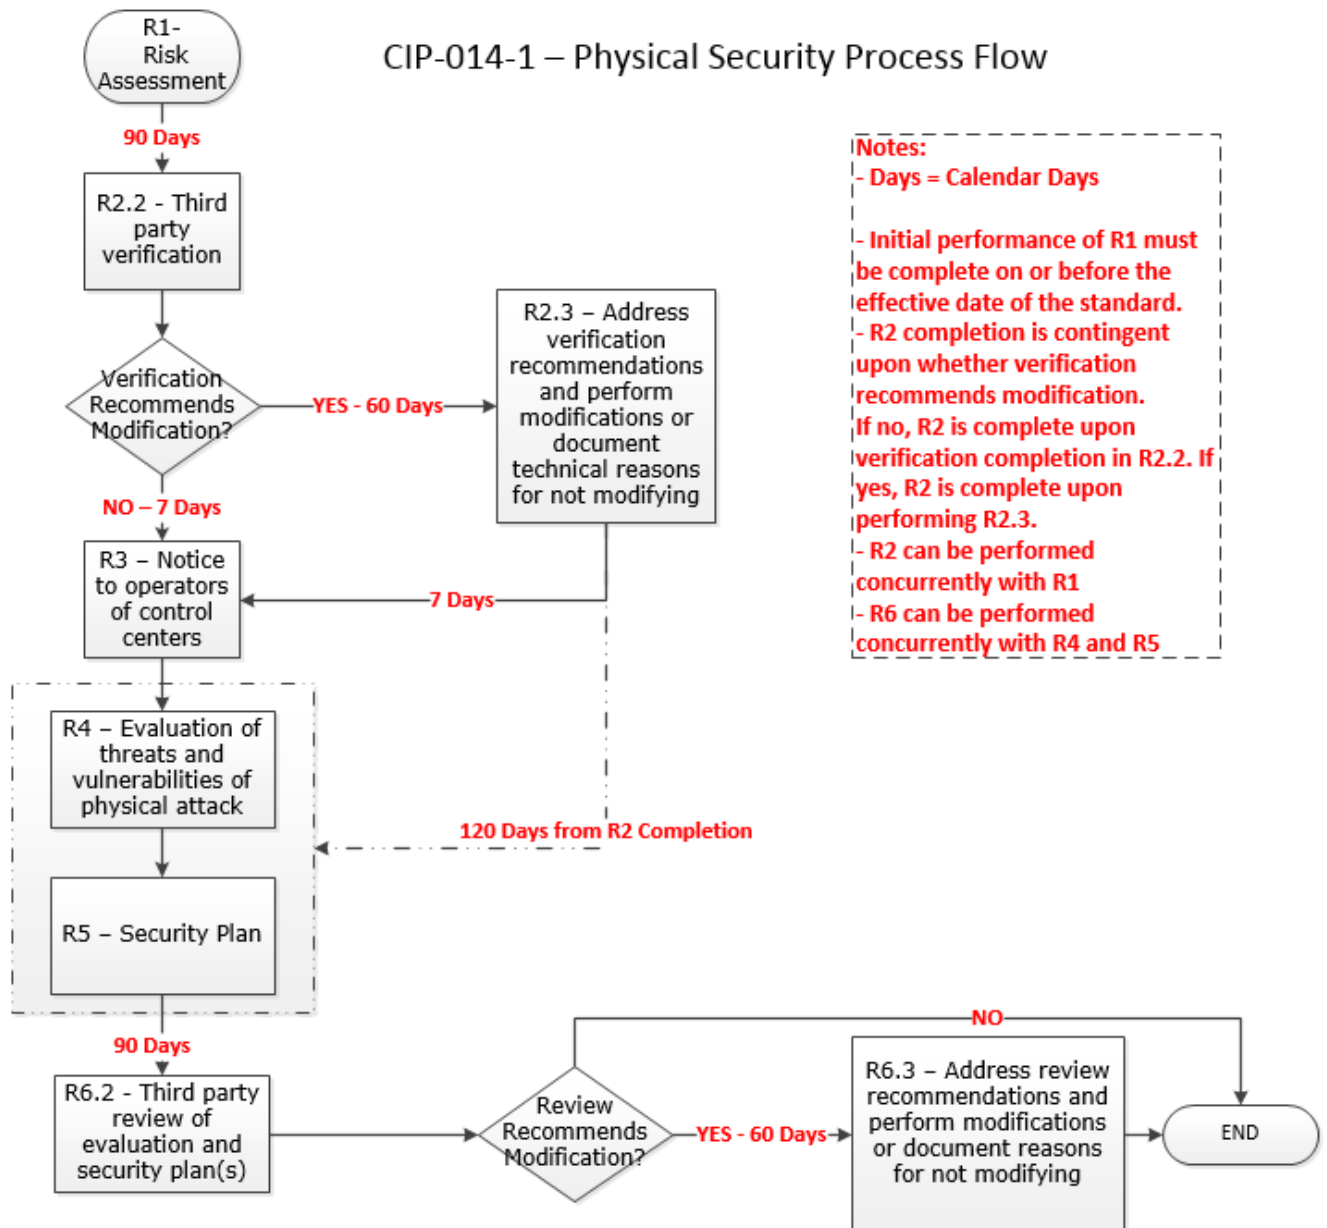 R1-
Risk
Assessment
CIP-014-1 – Physical Security Process Flow
90 Days
R2.2 - Third
party
verification
Verification
Recommends
Modification?
YES - 60 Days
R2.3 – Address
verification
recommendations
and perform
modifications or
document
technical reasons
for not modifying
Notes:
- Days = Calendar Days
- Initial performance of R1 must
be complete on or before the
effective date of the standard.
- R2 completion is contingent
upon whether verification
recommends modification.
If no, R2 is complete upon
verification completion in R2.2. If
yes, R2 is complete upon
performing R2.3.
- R2 can be performed
concurrently with R1
- R6 can be performed
concurrently with R4 and R5
NO – 7 Days
R3 – Notice
to operators
of control
centers
7 Days
R4 – Evaluation of
threats and
vulnerabilities of
physical attack
120 Days from R2 Completion
R5 – Security Plan
90 Days
R6.2 - Third party
review of
evaluation and
security plan(s)
Review
Recommends
Modification?
NO
YES - 60 Days
R6.3 – Address review
recommendations and
perform modifications
or document reasons
for not modifying
END